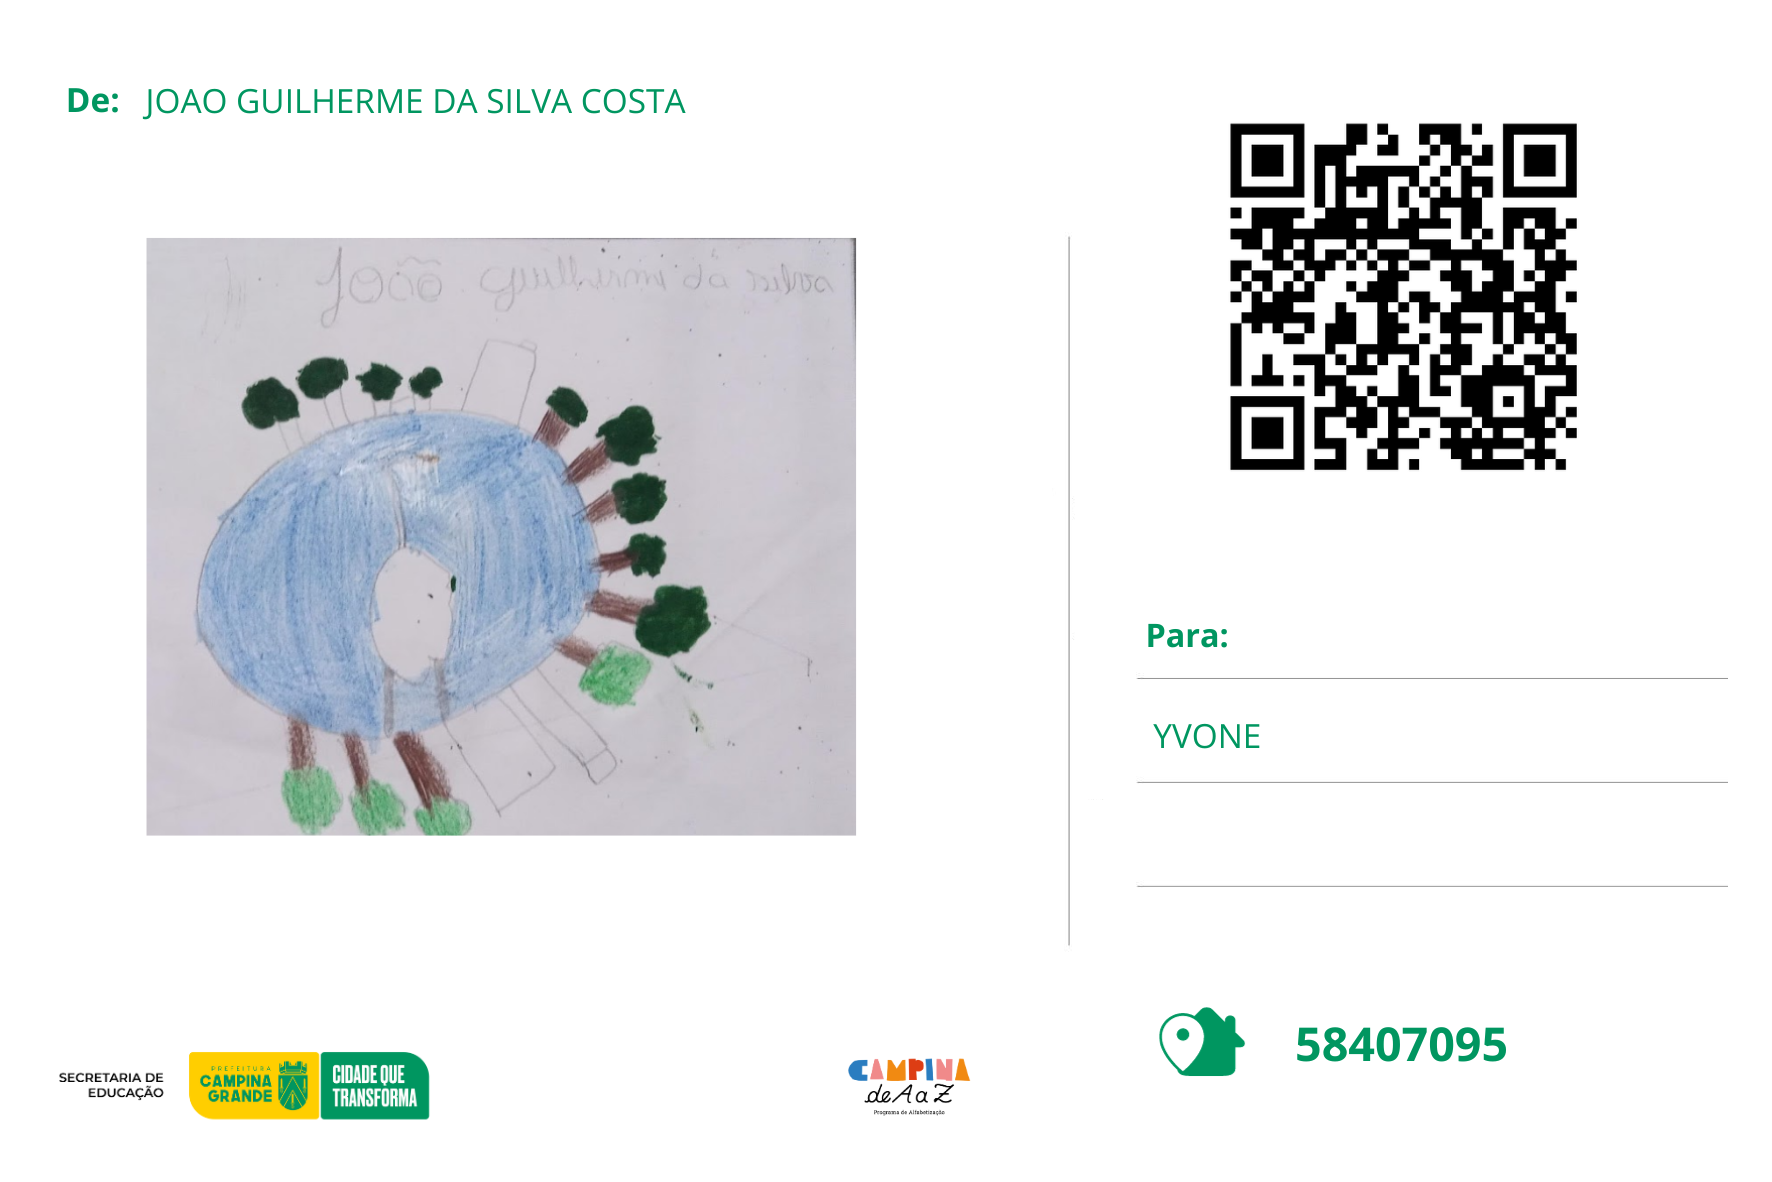 De: JOAO GUILHERME DA SILVA COSTA
João Guilhermi da silva
Para:
YVONE
58407095
SECRETARIA DE
EDUCAÇÃO
PREFEITURA
CAMPINA
GRANDE
CIDADE QUE
TRANSFORMA
CAMPINA
de A a Z
Programa de Alfabetização